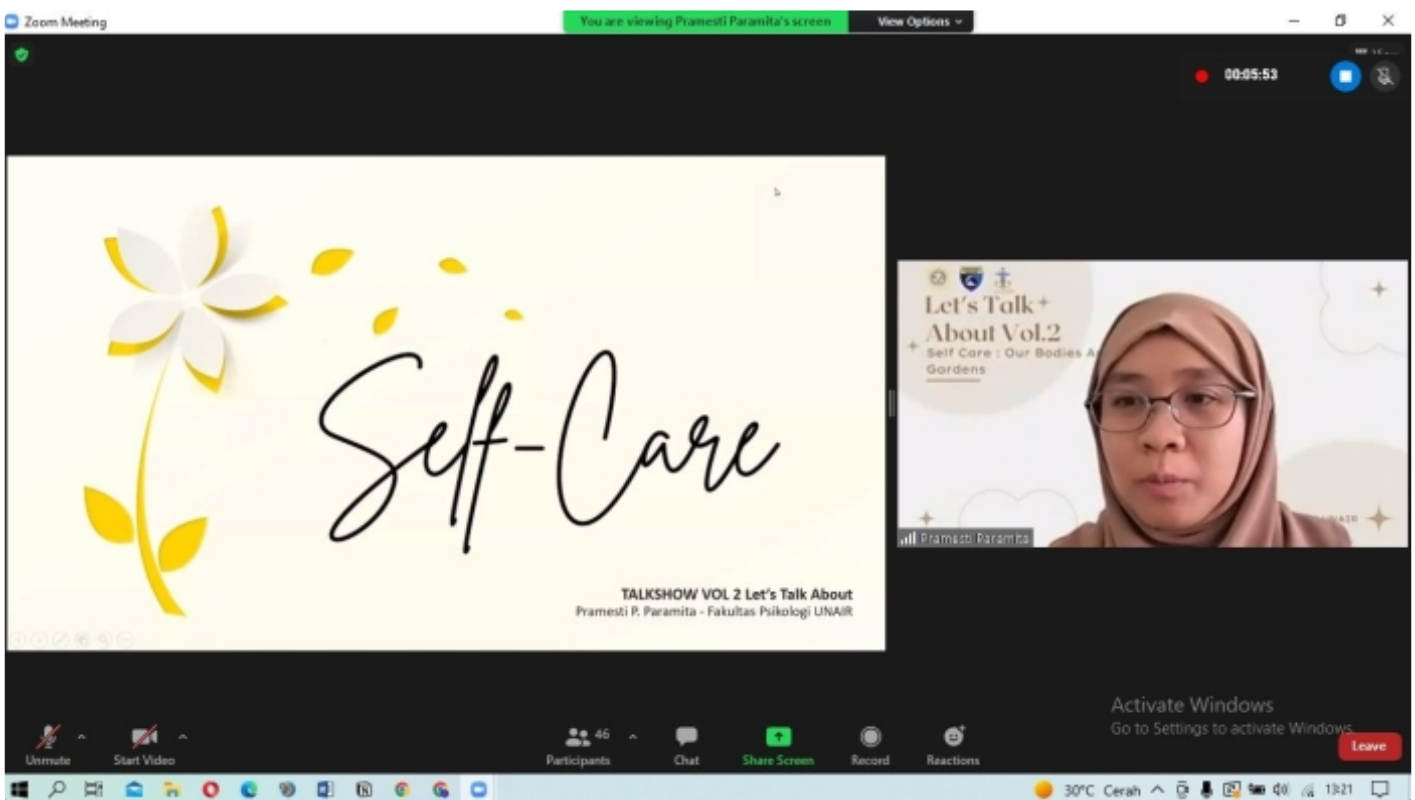 Zoom Meeting
You are viewing Pramesti Paramita's screen
View Options
00:05:53
Self-Care
TALKSHOW VOL 2 Let's Talk About
Pramesti P. Paramita - Fakultas Psikologi UNAIR
Let's Talk
About Vol.2
Self Care : Our Bodies A
Gardens
UNAIR
Pramesti Paramita
Activate Windows
Go to Settings to activate Windows.
Unmute
Start Video
46
Participants
Chat
Share Screen
Record
Reactions
Leave
30°C Cerah
13:21